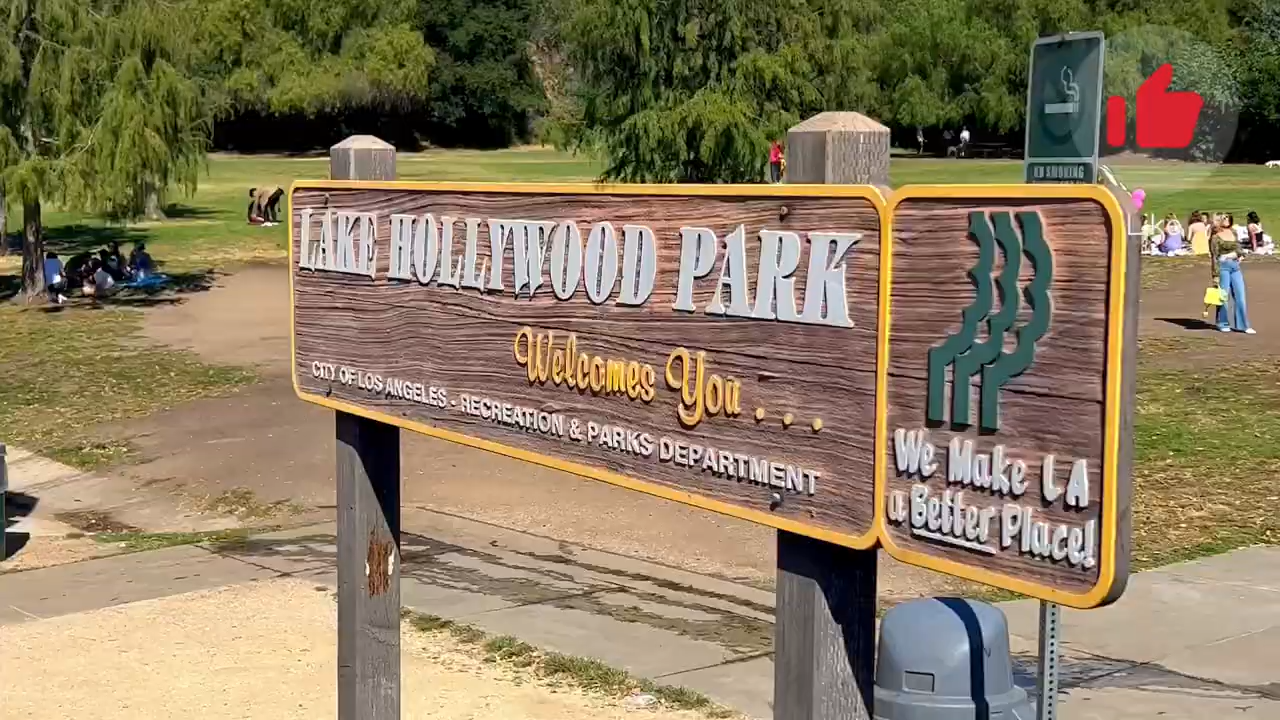 LAKE HOLLYWOOD PARK
Welcomes You . . . .
CITY OF LOS ANGELES - RECREATION & PARKS DEPARTMENT
We Make LA
a Better Place!
NO SMOKING